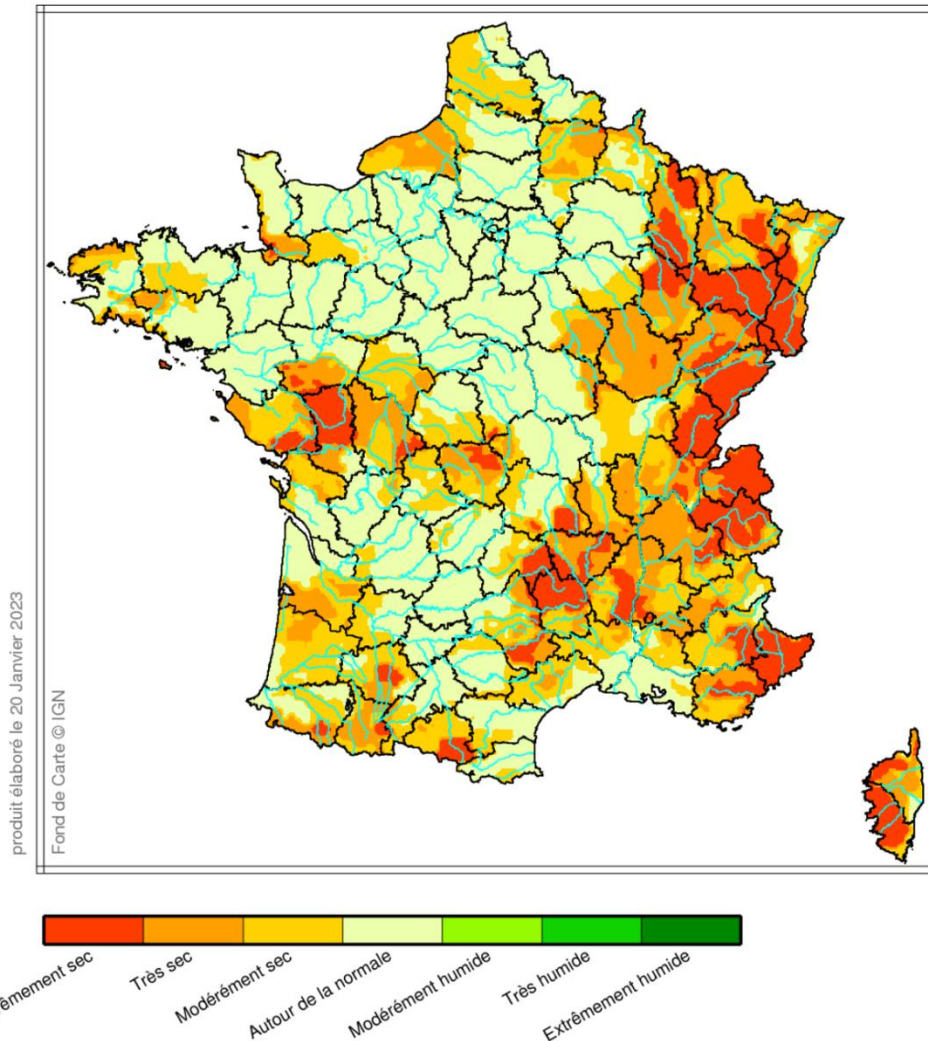 produit élaboré le 20 Janvier 2023
Fond de Carte © IGN
Très sec
Modérément sec
Autour de la normale
Modérément humide
Très humide
Extrêmement humide